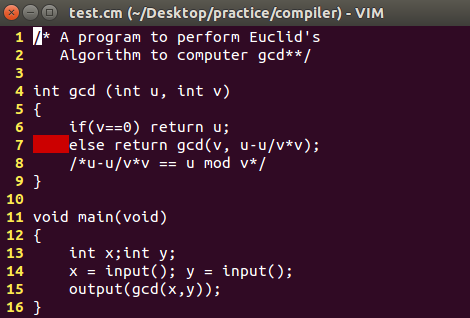 test.cm (~/Desktop/practice/compiler) - VIM
1 /* A program to perform Euclid's
2    Algorithm to computer gcd**/
3
4 int gcd (int u, int v)
5 {
6     if(v==0) return u;
7     else return gcd(v, u-u/v*v);
8     /*u-u/v*v == u mod v*/
9 }
10
11 void main(void)
12 {
13     int x;int y;
14     x = input(); y = input();
15     output(gcd(x,y));
16 }